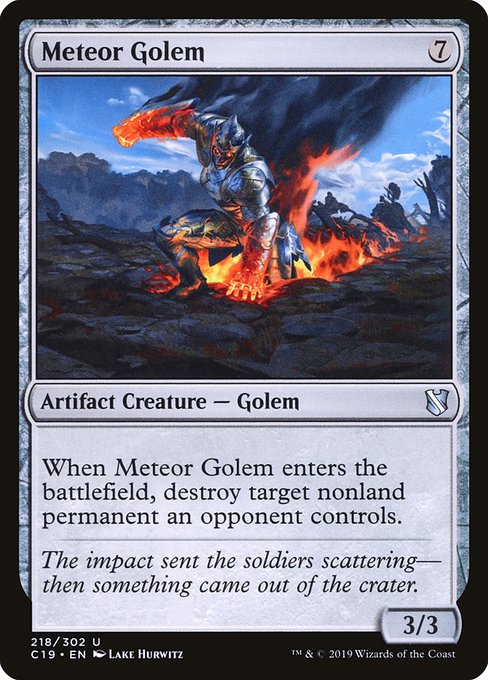 Meteor Golem 7
Artifact Creature — Golem
When Meteor Golem enters the
battlefield, destroy target nonland
permanent an opponent controls.
The impact sent the soldiers scattering—
then something came out of the crater.
3/3
218/302 U
C19 • EN Lake Hurwitz
™ & © 2019 Wizards of the Coast